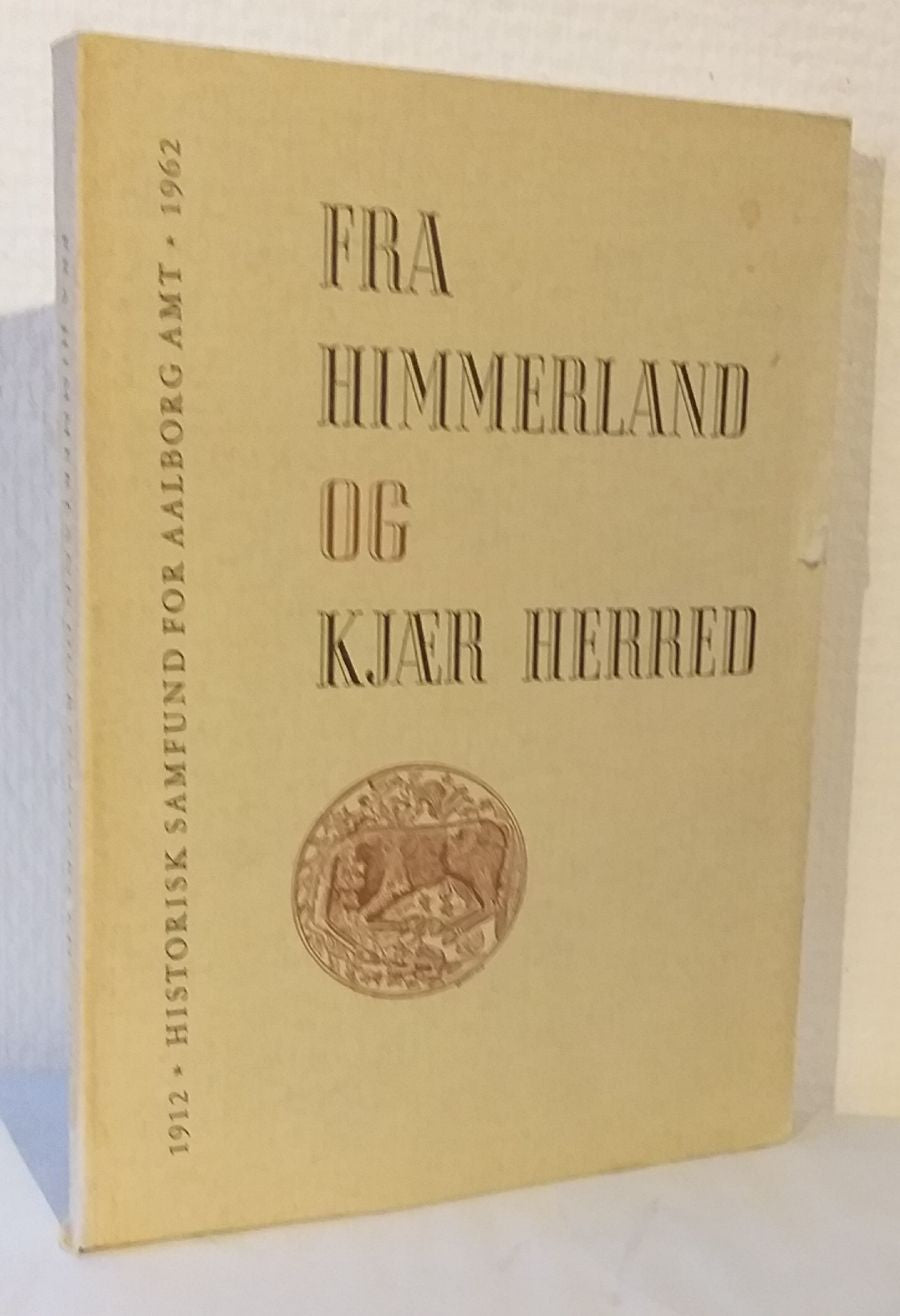 1912 * HISTORISK SAMFUND FOR AALBORG AMT * 1962
FRA
HIMMERLAND
OG
KJÆR HERRED